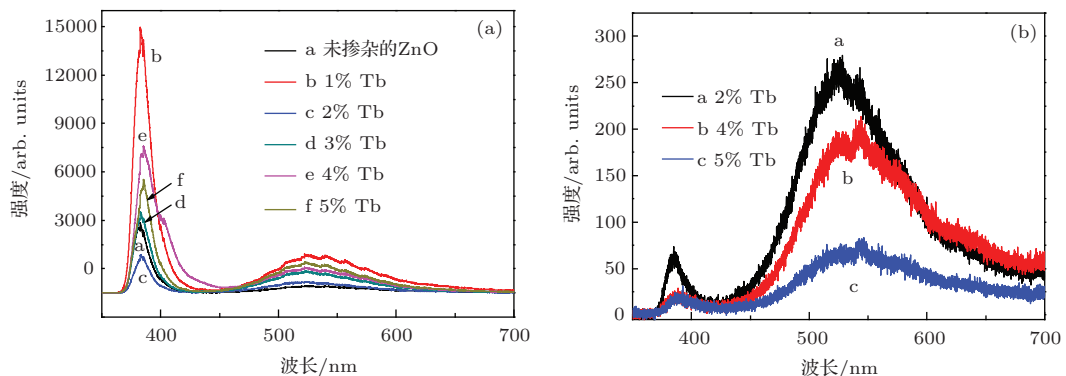 (a)
15000
12000
9000
6000
3000
0
强度/arb. units
400
500
600
700
波长/nm
a 未掺杂的ZnO
b 1% Tb
c 2% Tb
d 3% Tb
e 4% Tb
f 5% Tb
b
e
f
d
a
c
(b)
300
250
200
150
100
50
0
强度/arb. units
400
500
600
700
波长/nm
a 2% Tb
b 4% Tb
c 5% Tb
a
b
c